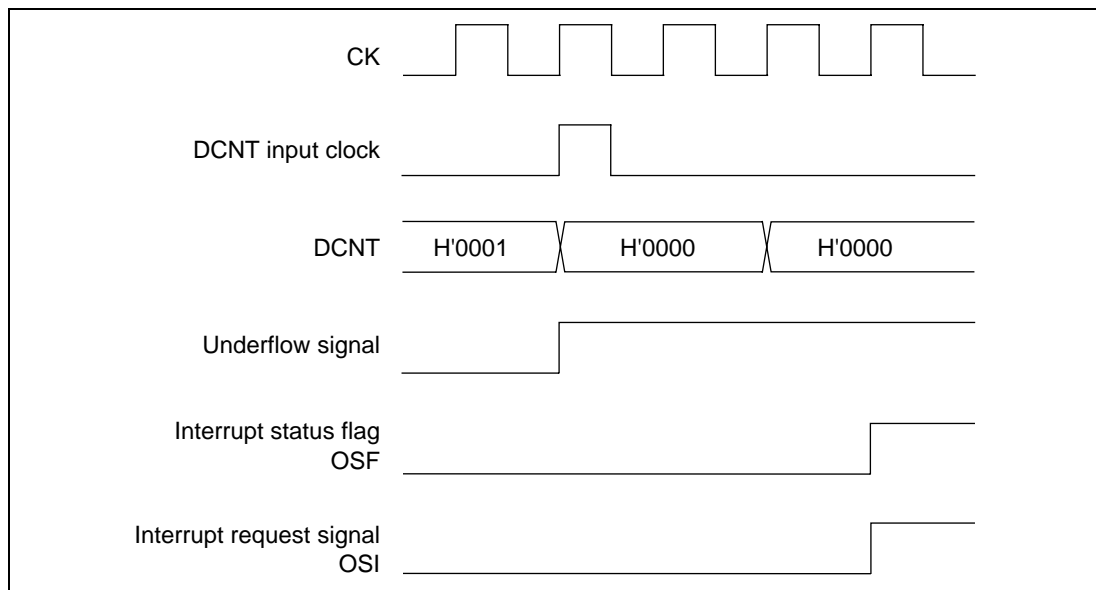 CK
DCNT input clock
DCNT
H'0001
H'0000
H'0000
Underflow signal
Interrupt status flag
OSF
Interrupt request signal
OSI